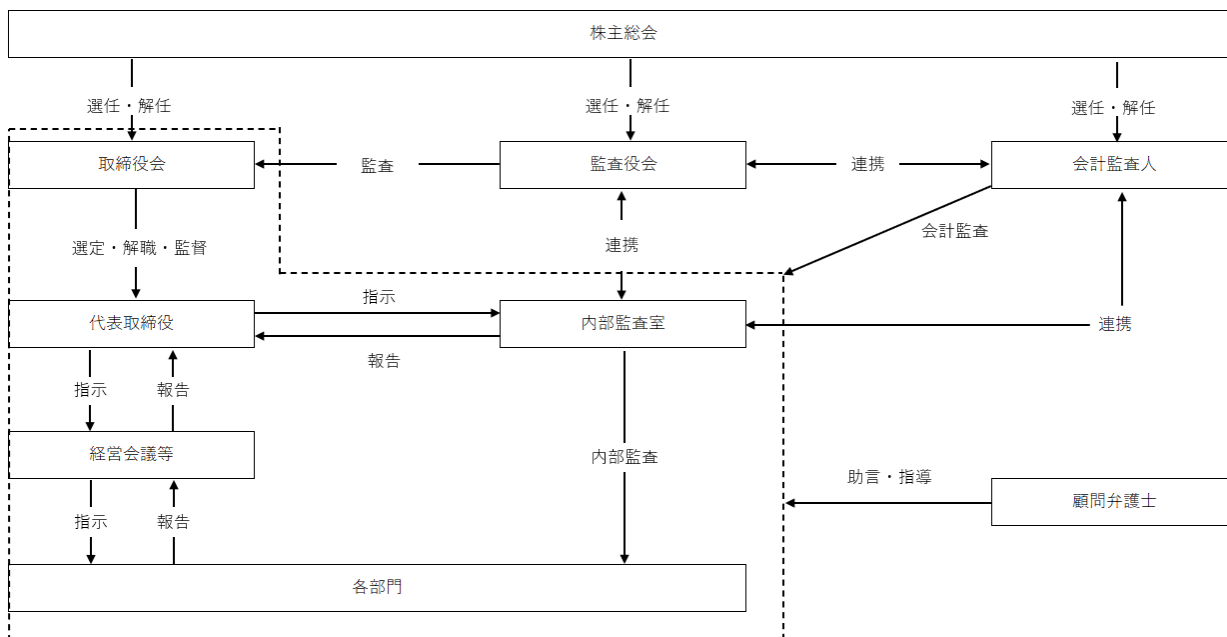 株主総会
選任・解任
選任・解任
選任・解任
取締役会
監査
監査役会
連携
会計監査人
会計監査
選定・解職・監督
連携
指示
代表取締役
内部監査室
連携
報告
指示
報告
経営会議等
内部監査
助言・指導
顧問弁護士
指示
報告
各部門